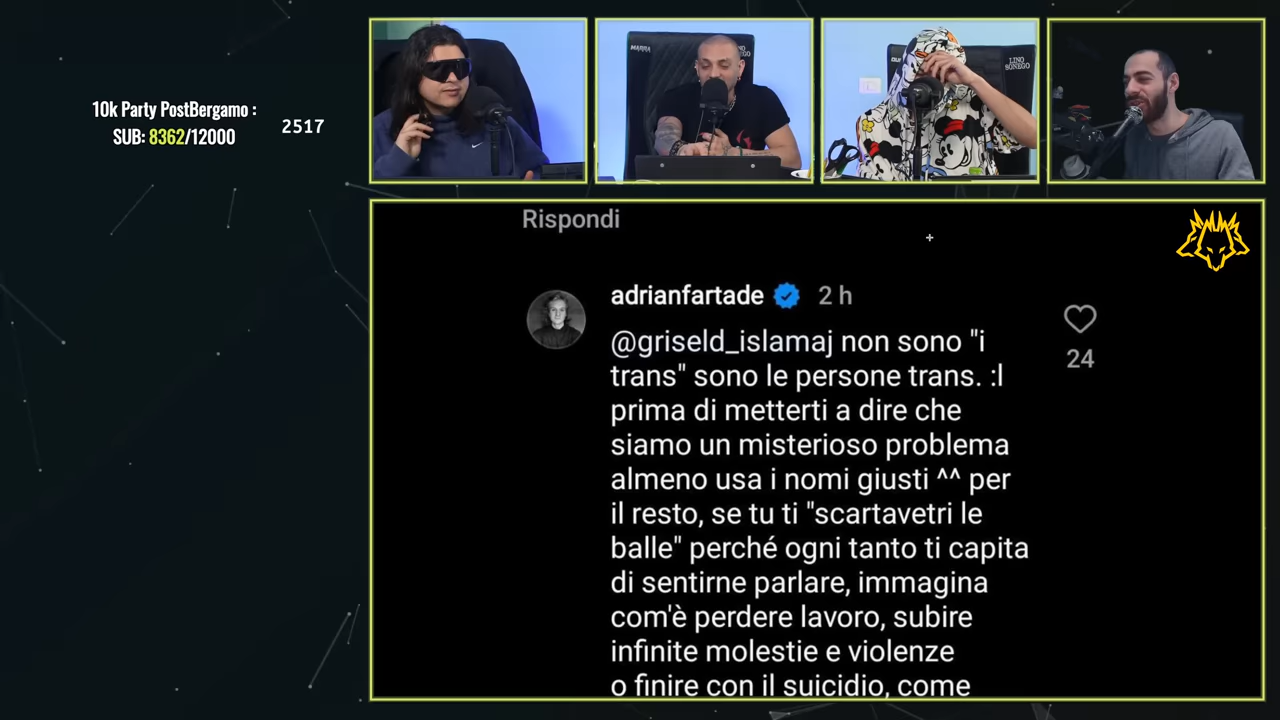 10k Party PostBergamo :
SUB: 8362/12000
2517
LINO
SONEGO
Rispondi
adrianfartade 2 h
@griseld_islamaj non sono "i
trans" sono le persone trans. :l
prima di metterti a dire che
siamo un misterioso problema
almeno usa i nomi giusti ^^ per
il resto, se tu ti "scartavetri le
balle" perché ogni tanto ti capita
di sentirne parlare, immagina
com'è perdere lavoro, subire
infinite molestie e violenze
o finire con il suicidio, come
24